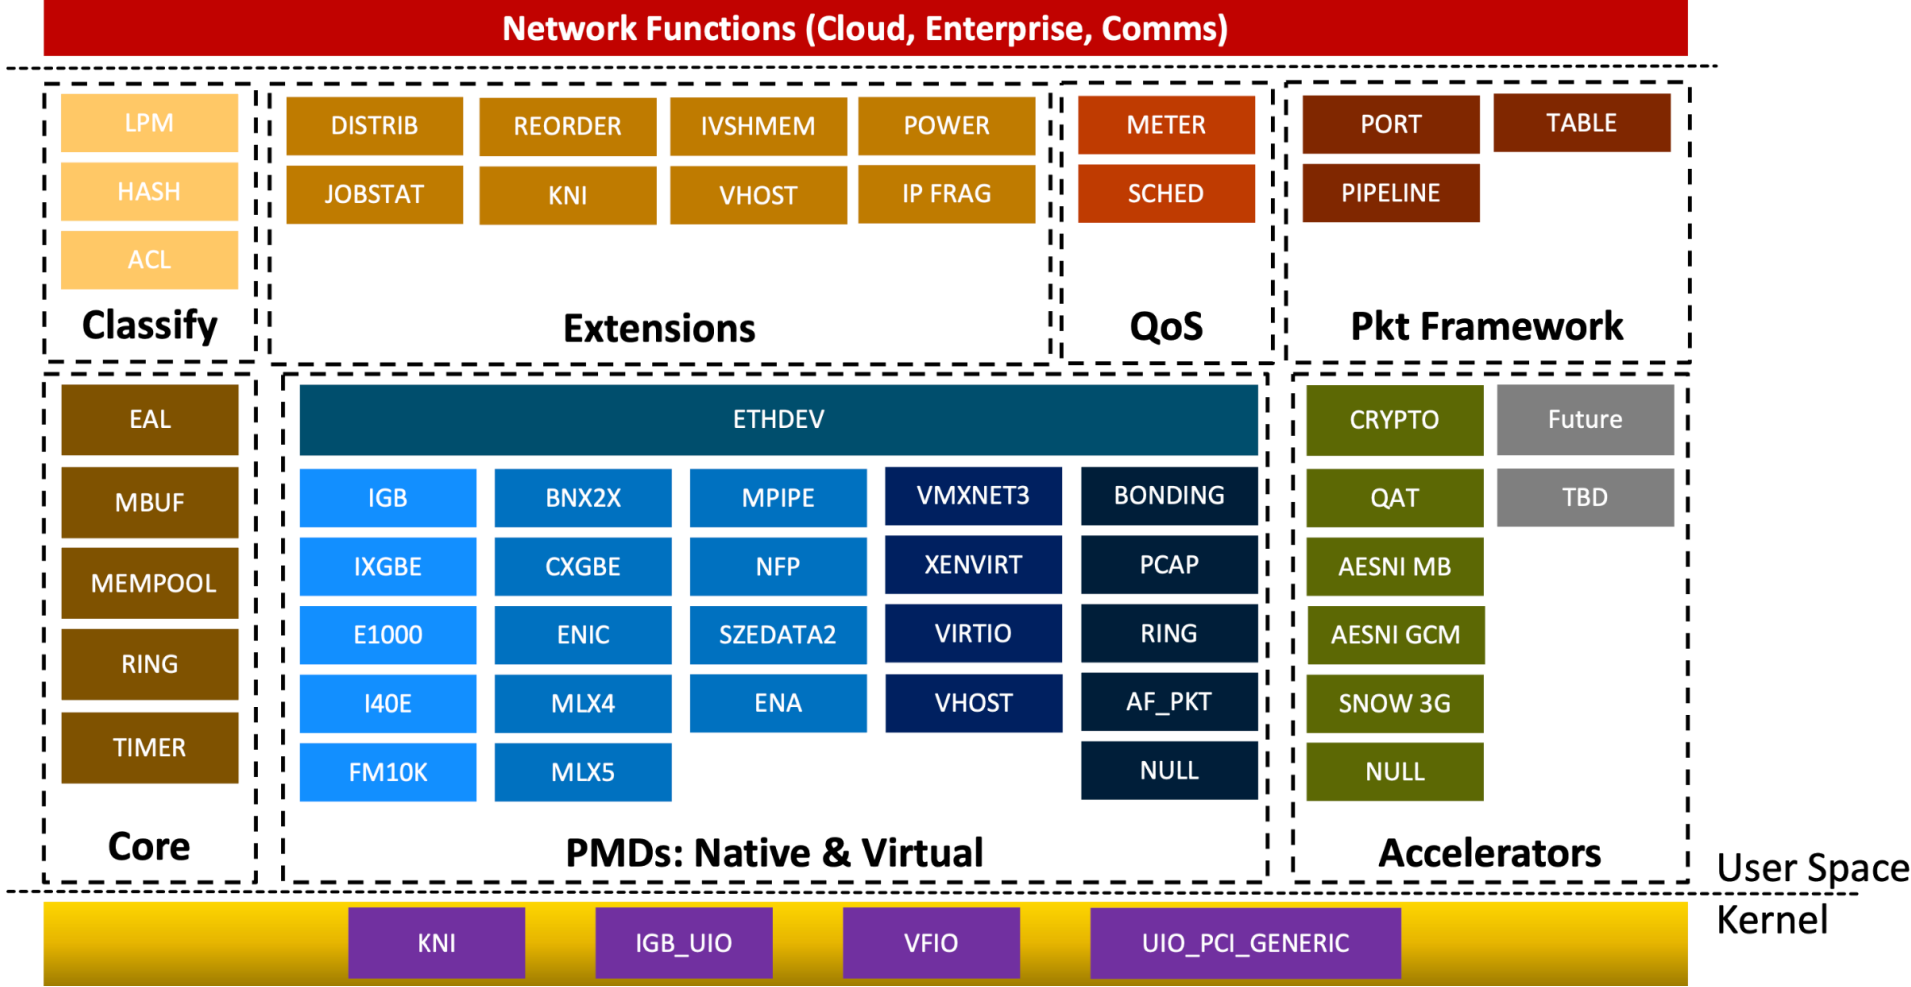 Network Functions (Cloud, Enterprise, Comms)
LPM
HASH
ACL
Classify
DISTRIB
REORDER
IVSHMEM
POWER
JOBSTAT
KNI
VHOST
IP FRAG
Extensions
METER
SCHED
QoS
PORT
TABLE
PIPELINE
Pkt Framework
EAL
MBUF
MEMPOOL
RING
TIMER
Core
ETHDEV
IGB
BNX2X
MPIPE
VMXNET3
BONDING
IXGBE
CXGBE
NFP
XENVIRT
PCAP
E1000
ENIC
SZEDATA2
VIRTIO
RING
I40E
MLX4
ENA
VHOST
AF_PKT
FM10K
MLX5
NULL
PMDs: Native & Virtual
CRYPTO
Future
QAT
TBD
AESNI MB
AESNI GCM
SNOW 3G
NULL
Accelerators
User Space
Kernel
KNI
IGB_UIO
VFIO
UIO_PCI_GENERIC